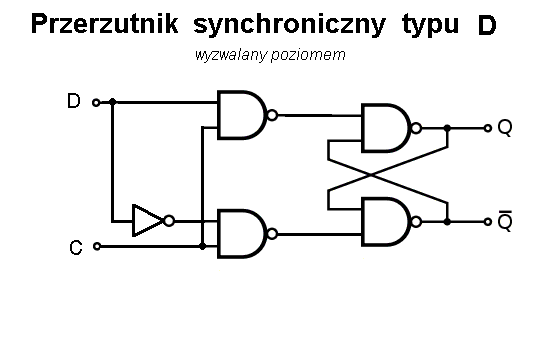 Przerzutnik synchroniczny typu D
wyzwalany poziomem
D
Q
Q̅
C